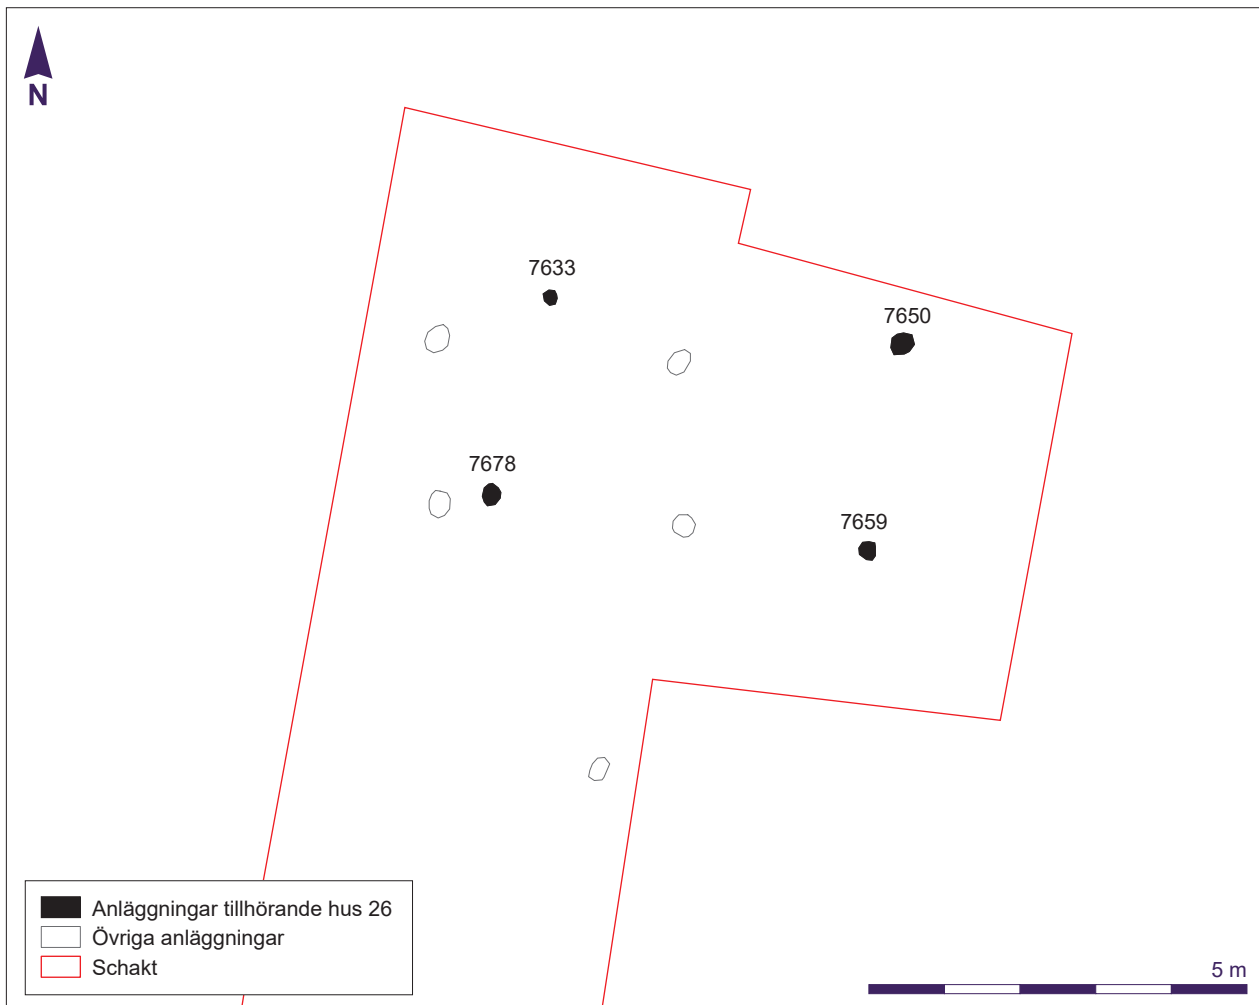 N
7633
7650
7678
7659
Anläggningar tillhörande hus 26
Övriga anläggningar
Schakt
5 m